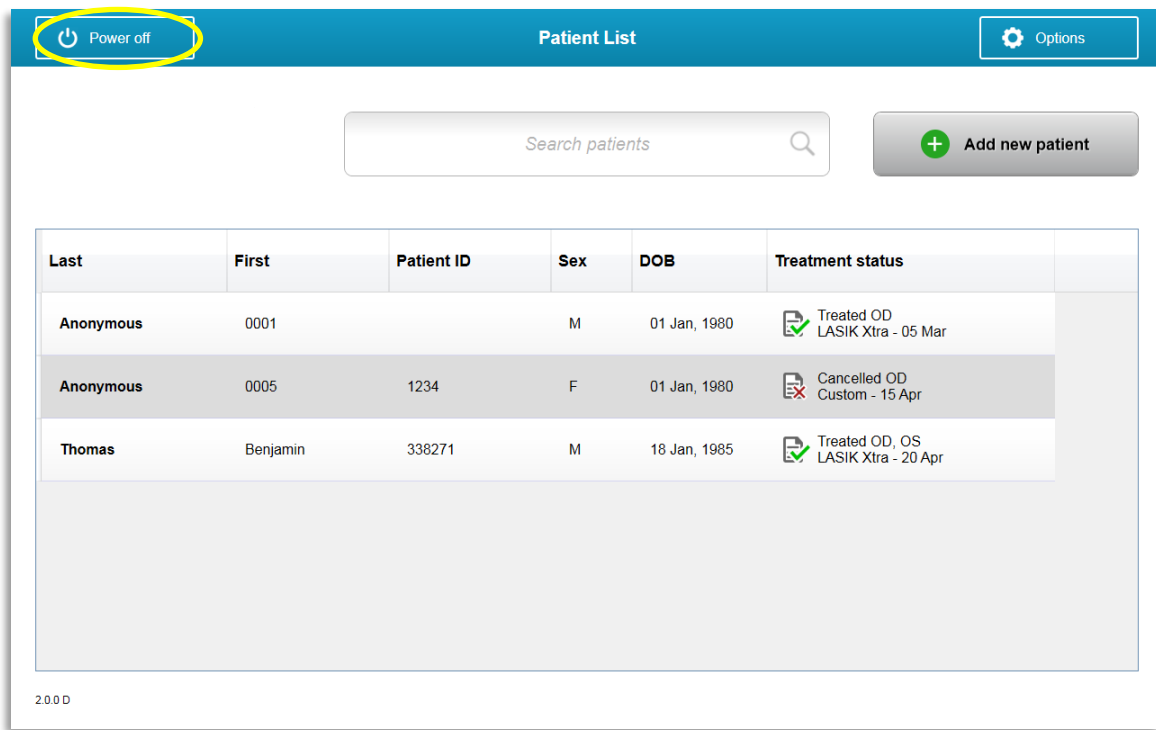 Power off
Patient List
Options
Search patients
Add new patient
Last First Patient ID Sex DOB Treatment status
Anonymous 0001 M 01 Jan, 1980 Treated OD
LASIK Xtra - 05 Mar
Anonymous 0005 1234 F 01 Jan, 1980 Cancelled OD
Custom - 15 Apr
Thomas Benjamin 338271 M 18 Jan, 1985 Treated OD, OS
LASIK Xtra - 20 Apr
2.0.0 D